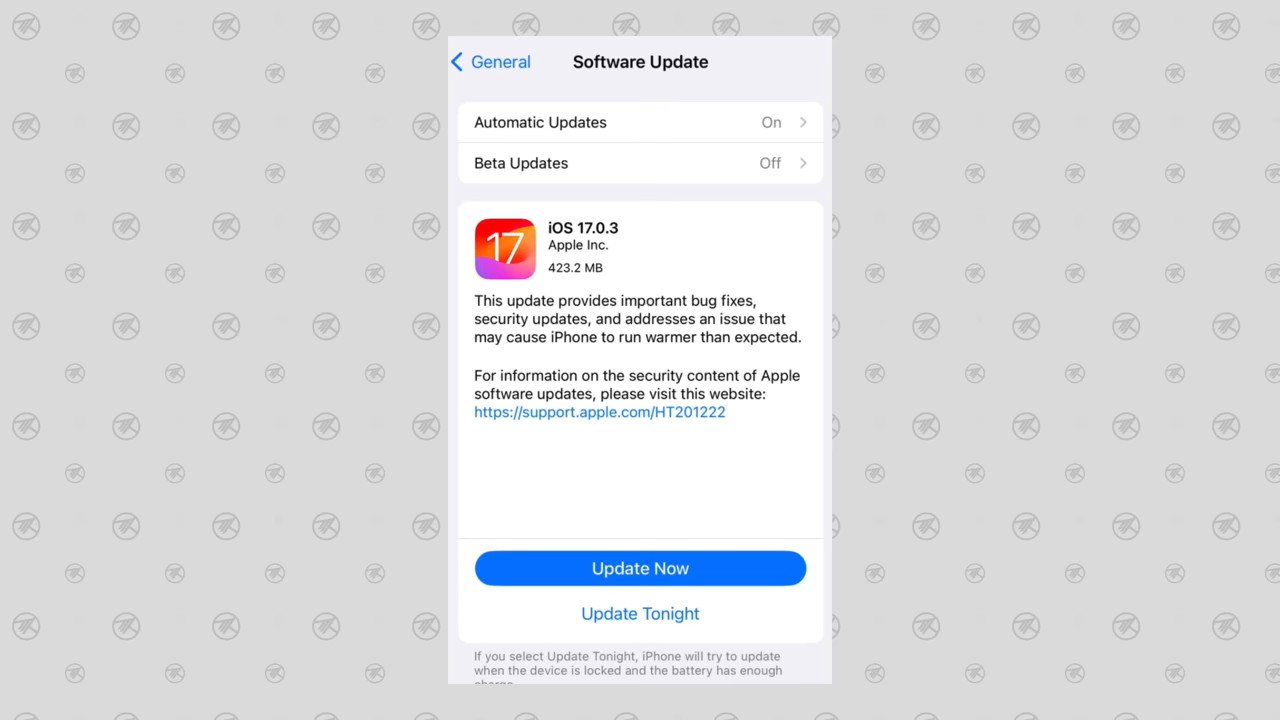 General
Software Update
Automatic Updates On
Beta Updates Off
17
iOS 17.0.3
Apple Inc.
423.2 MB
This update provides important bug fixes,
security updates, and addresses an issue that
may cause iPhone to run warmer than expected.
For information on the security content of Apple
software updates, please visit this website:
https://support.apple.com/HT201222
Update Now
Update Tonight
If you select Update Tonight, iPhone will try to update
when the device is locked and the battery has enough